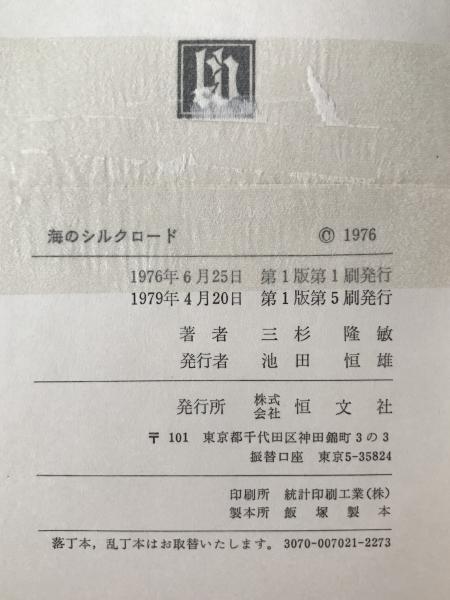 海のシルクロード © 1976
1976年6月25日 第1版第1刷発行
1979年4月20日 第1版第5刷発行
著者 三杉隆敏
発行者 池田恒雄
発行所 株式会社 恒文社
〒101 東京都千代田区神田錦町3の3
振替口座 東京5-35824
印刷所 統計印刷工業(株)
製本所 飯塚製本
落丁本,乱丁本はお取替いたします。3070-007021-2273